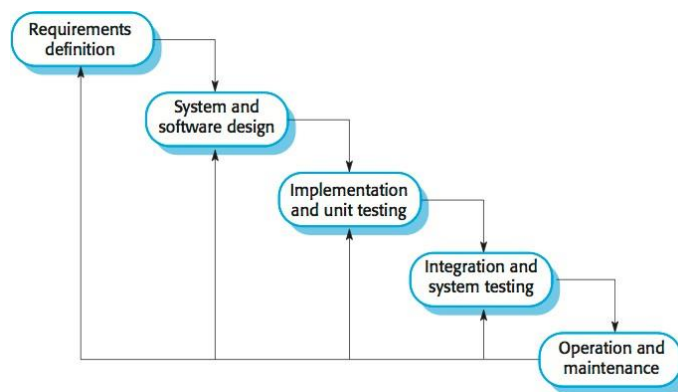 Requirements
definition
System and
software design
Implementation
and unit testing
Integration and
system testing
Operation and
maintenance